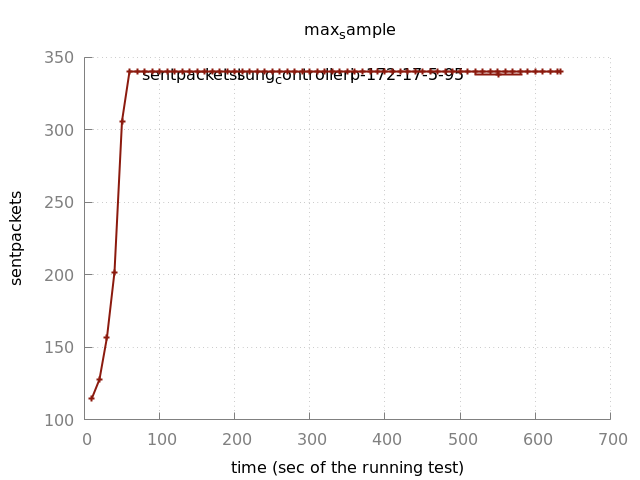 max_sample
350
sentpacketssung_controllerip-172-17-5-95
300
250
200
150
100
sentpackets
0 100 200 300 400 500 600 700
time (sec of the running test)